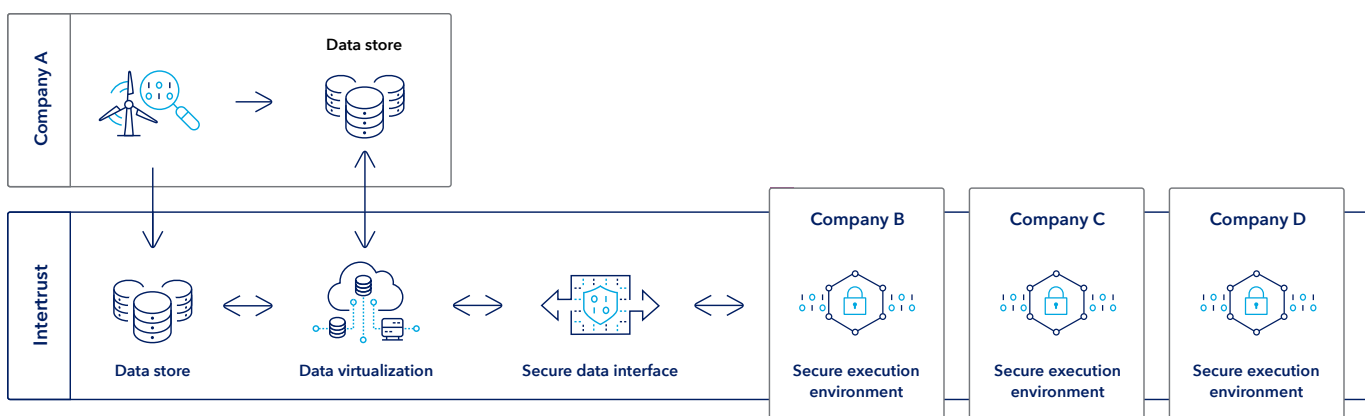 Company A
Data store
Intertrust
Data store
Data virtualization
Secure data interface
Company B
Secure execution
environment
Company C
Secure execution
environment
Company D
Secure execution
environment